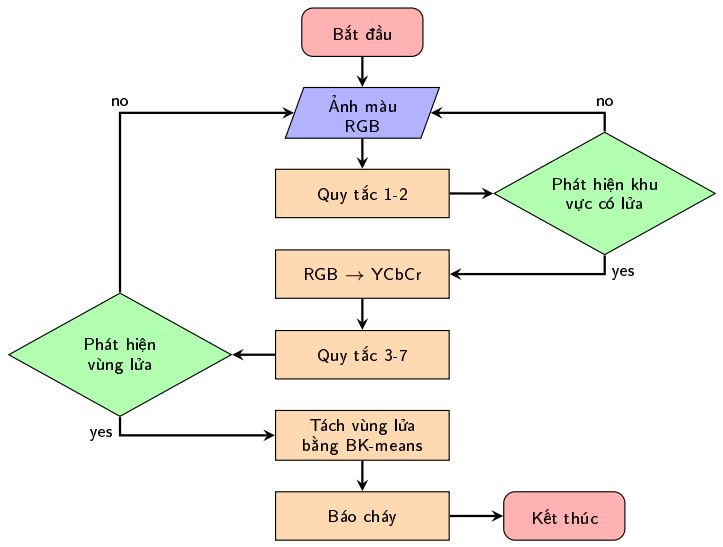 Bắt đầu
no
no
Ảnh màu
RGB
Quy tắc 1-2
Phát hiện khu
vực có lửa
RGB → YCbCr
yes
Phát hiện
vùng lửa
Quy tắc 3-7
yes
Tách vùng lửa
bằng BK-means
Báo cháy
Kết thúc